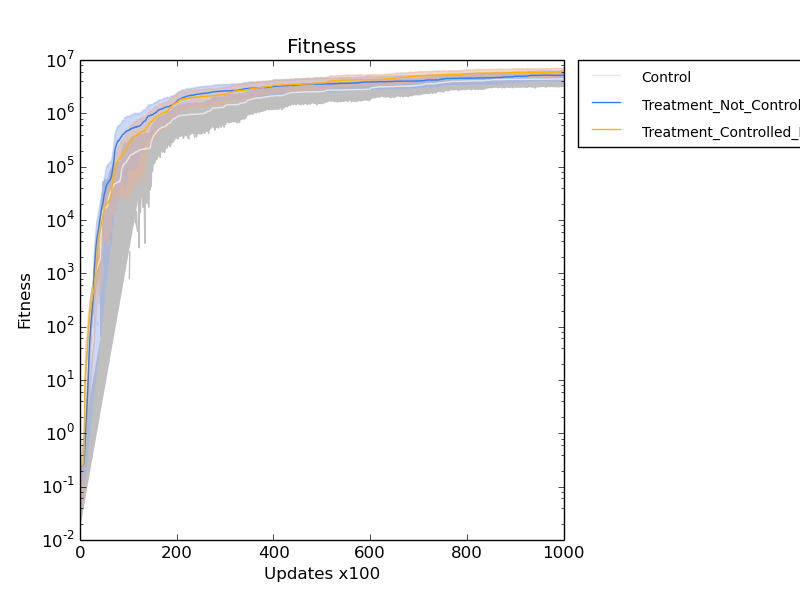 Fitness
10^7
10^6
10^5
10^4
10^3
10^2
10^1
10^0
10^-1
10^-2
Fitness
0 200 400 600 800 1000
Updates x100
Control
Treatment_Not_Control
Treatment_Controlled_